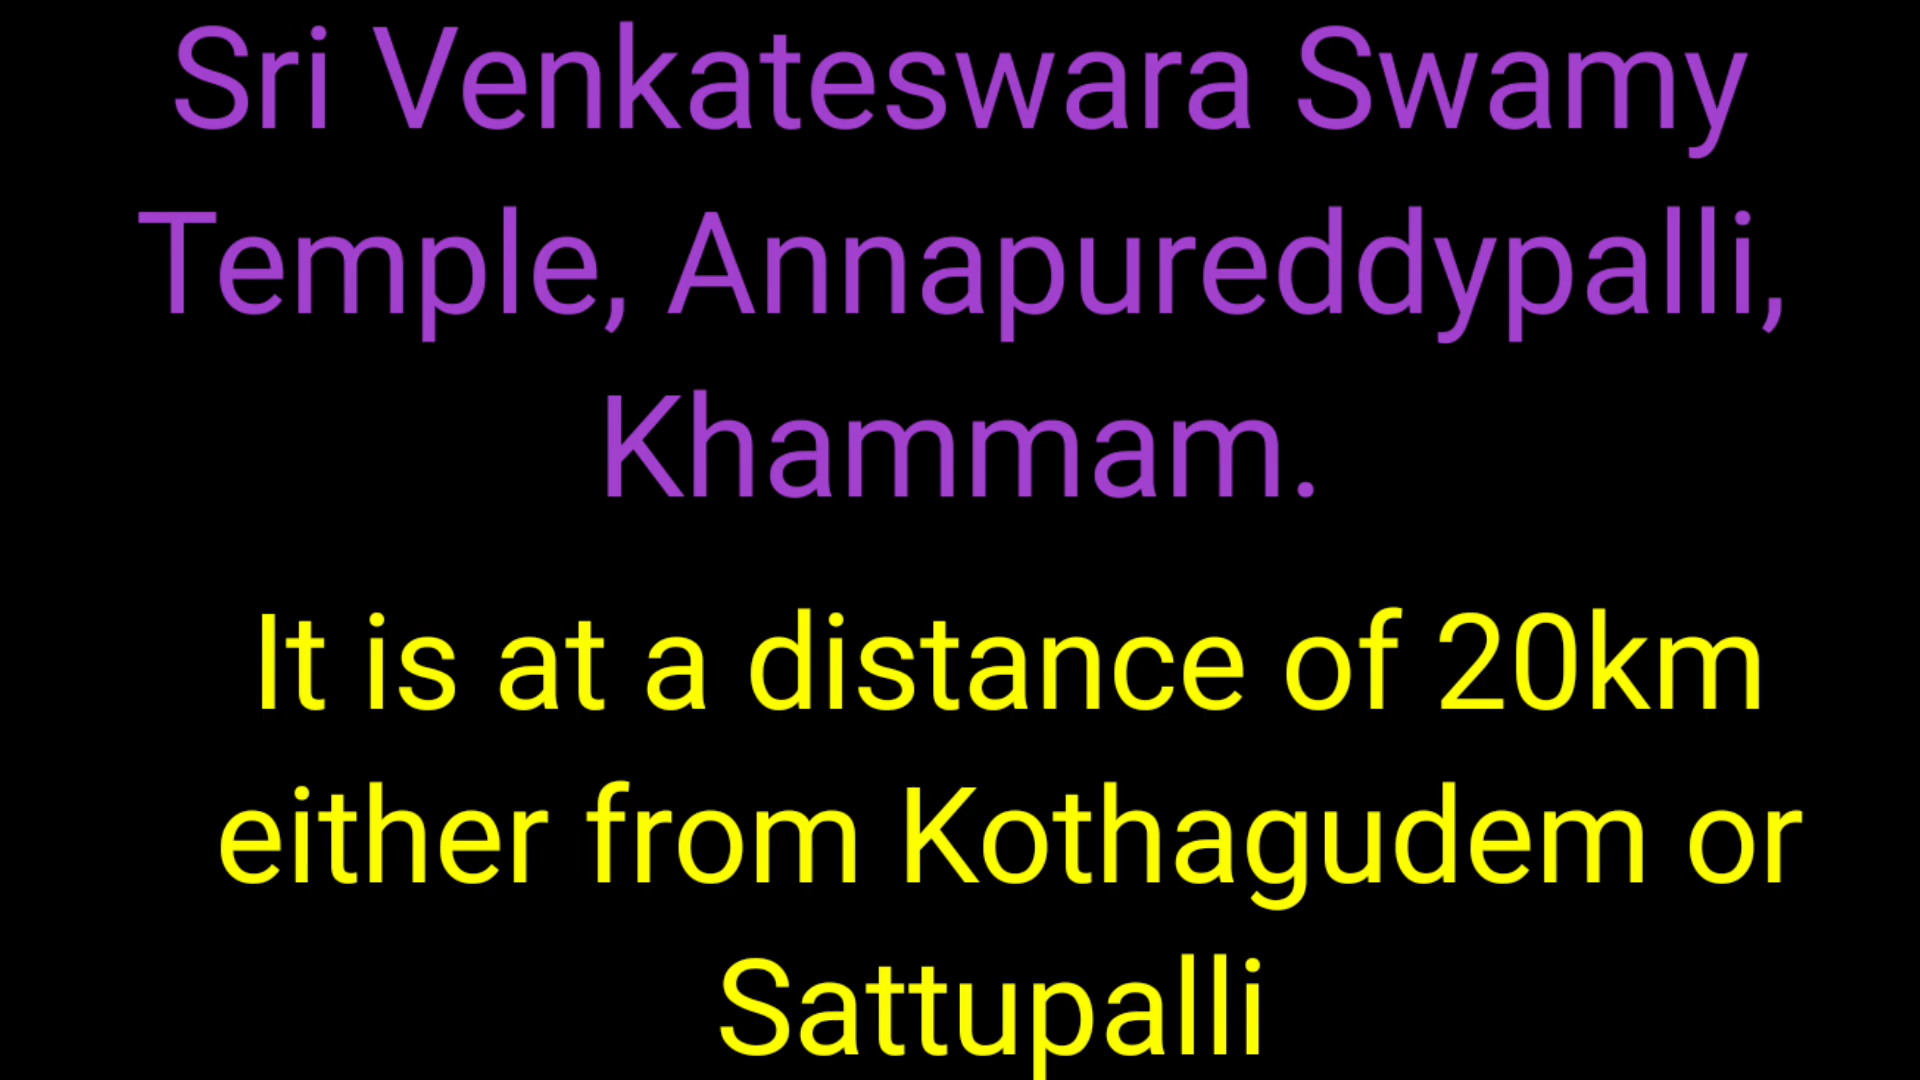 Sri Venkateswara Swamy
Temple, Annapureddypalli,
Khammam.
It is at a distance of 20km
either from Kothagudem or
Sattupalli